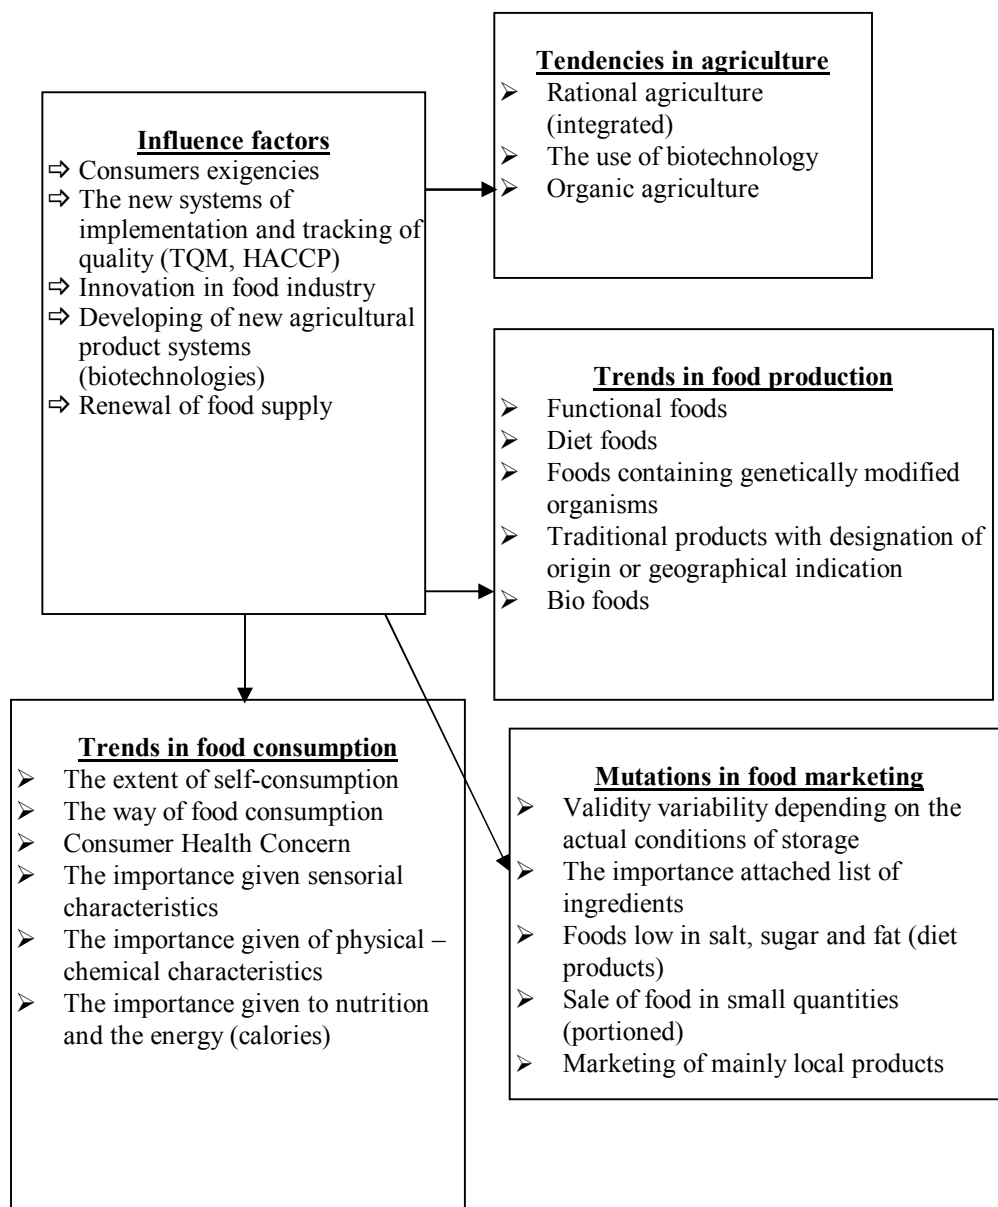 Influence factors
⇨ Consumers exigencies
⇨ The new systems of
implementation and tracking of
quality (TQM, HACCP)
⇨ Innovation in food industry
⇨ Developing of new agricultural
product systems
(biotechnologies)
⇨ Renewal of food supply
Tendencies in agriculture
➢ Rational agriculture
(integrated)
➢ The use of biotechnology
➢ Organic agriculture
Trends in food production
➢ Functional foods
➢ Diet foods
➢ Foods containing genetically modified
organisms
➢ Traditional products with designation of
origin or geographical indication
➢ Bio foods
Trends in food consumption
➢ The extent of self-consumption
➢ The way of food consumption
➢ Consumer Health Concern
➢ The importance given sensorial
characteristics
➢ The importance given of physical –
chemical characteristics
➢ The importance given to nutrition
and the energy (calories)
Mutations in food marketing
➢ Validity variability depending on the
actual conditions of storage
➢ The importance attached list of
ingredients
➢ Foods low in salt, sugar and fat (diet
products)
➢ Sale of food in small quantities
(portioned)
➢ Marketing of mainly local products